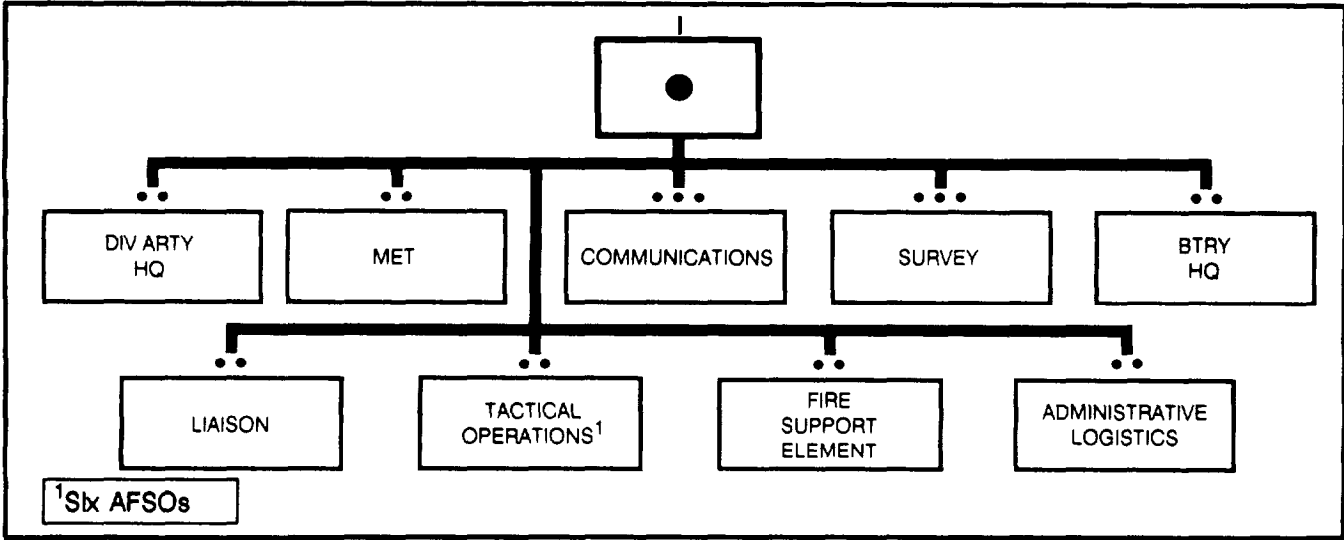 DIV ARTY
HQ
MET
COMMUNICATIONS
SURVEY
BTRY
HQ
LIAISON
TACTICAL
OPERATIONS¹
FIRE
SUPPORT
ELEMENT
ADMINISTRATIVE
LOGISTICS
¹Six AFSOs